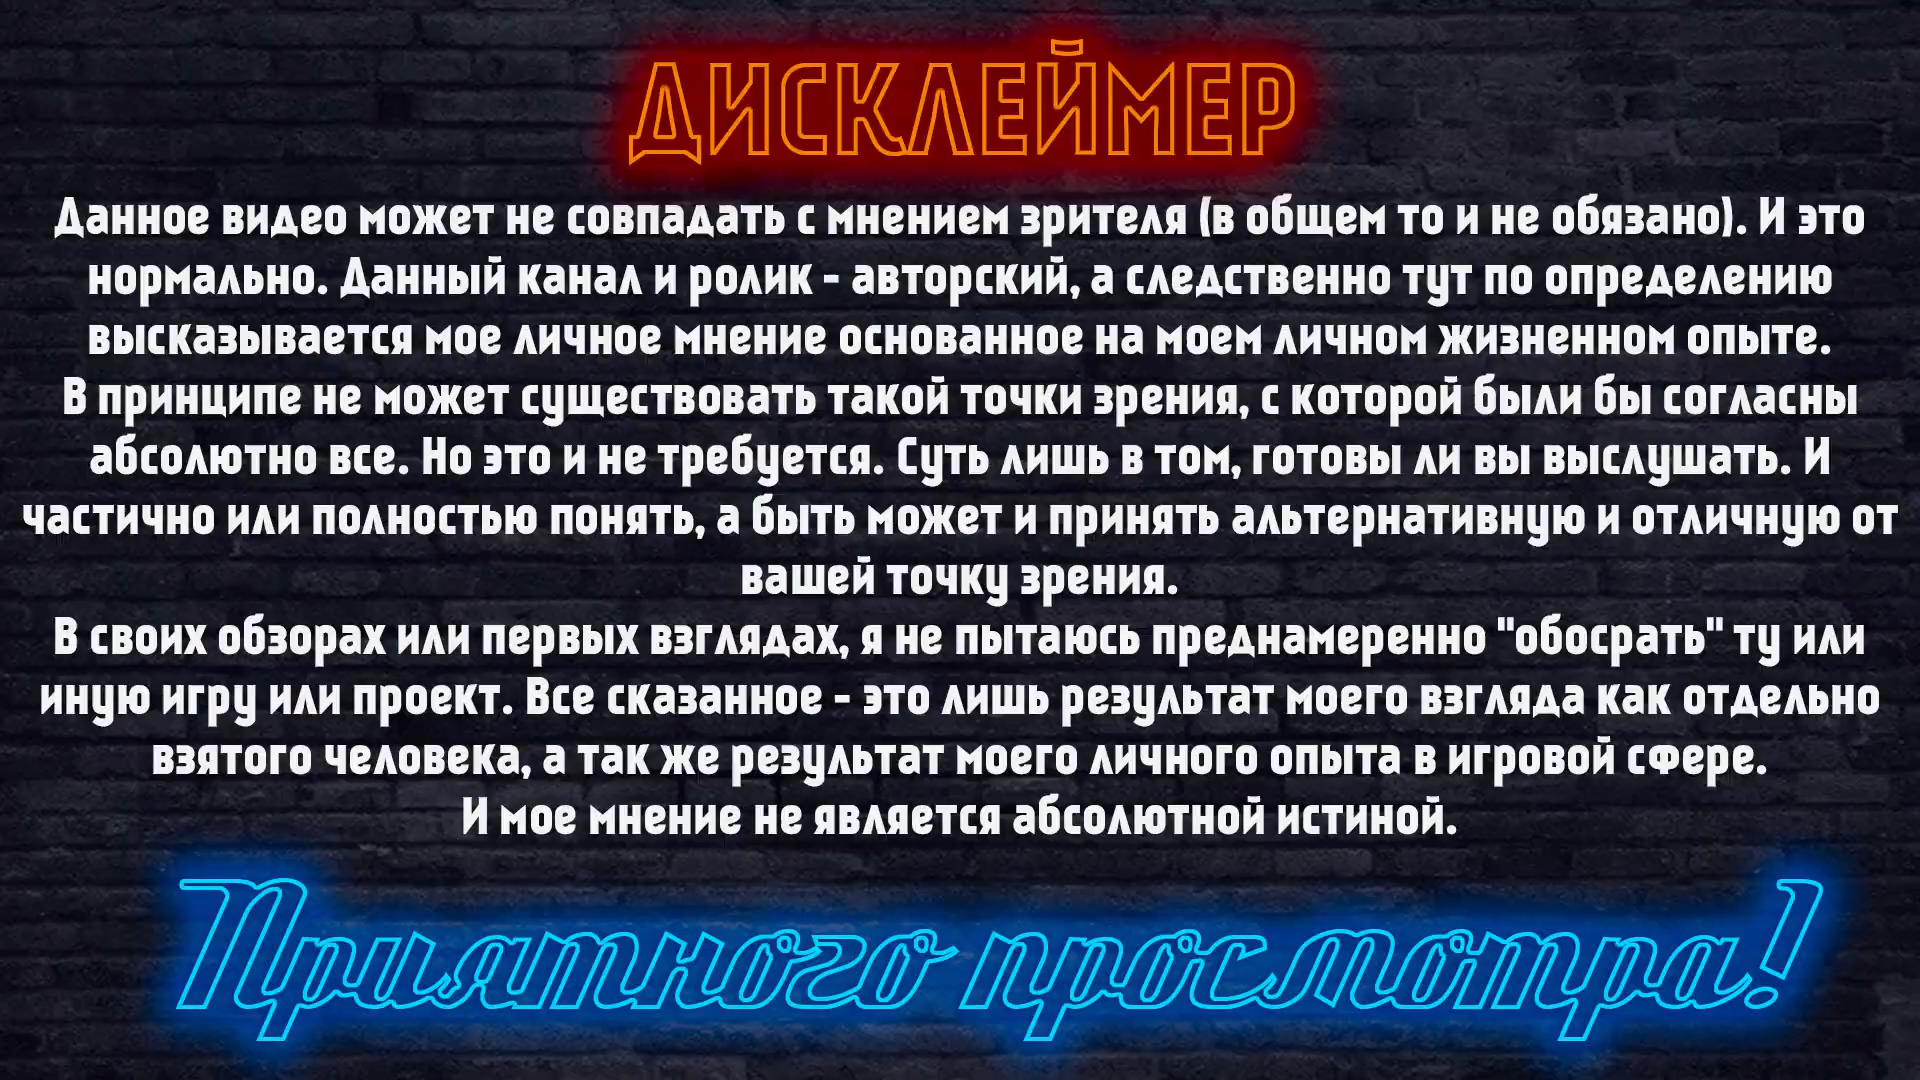 ДИСКЛЕЙМЕР
Данное видео может не совпадать с мнением зрителя (в общем то и не обязано). И это
нормально. Данный канал и ролик - авторский, а следственно тут по определению
высказывается мое личное мнение основанное на моем личном жизненном опыте.
В принципе не может существовать такой точки зрения, с которой были бы согласны
абсолютно все. Но это и не требуется. Суть лишь в том, готовы ли вы выслушать. И
частично или полностью понять, а быть может и принять альтернативную и отличную от
вашей точку зрения.
В своих обзорах или первых взглядах, я не пытаюсь преднамеренно "обосрать" ту или
иную игру или проект. Все сказанное - это лишь результат моего взгляда как отдельно
взятого человека, а так же результат моего личного опыта в игровой сфере.
И мое мнение не является абсолютной истиной.
Приятного просмотра!